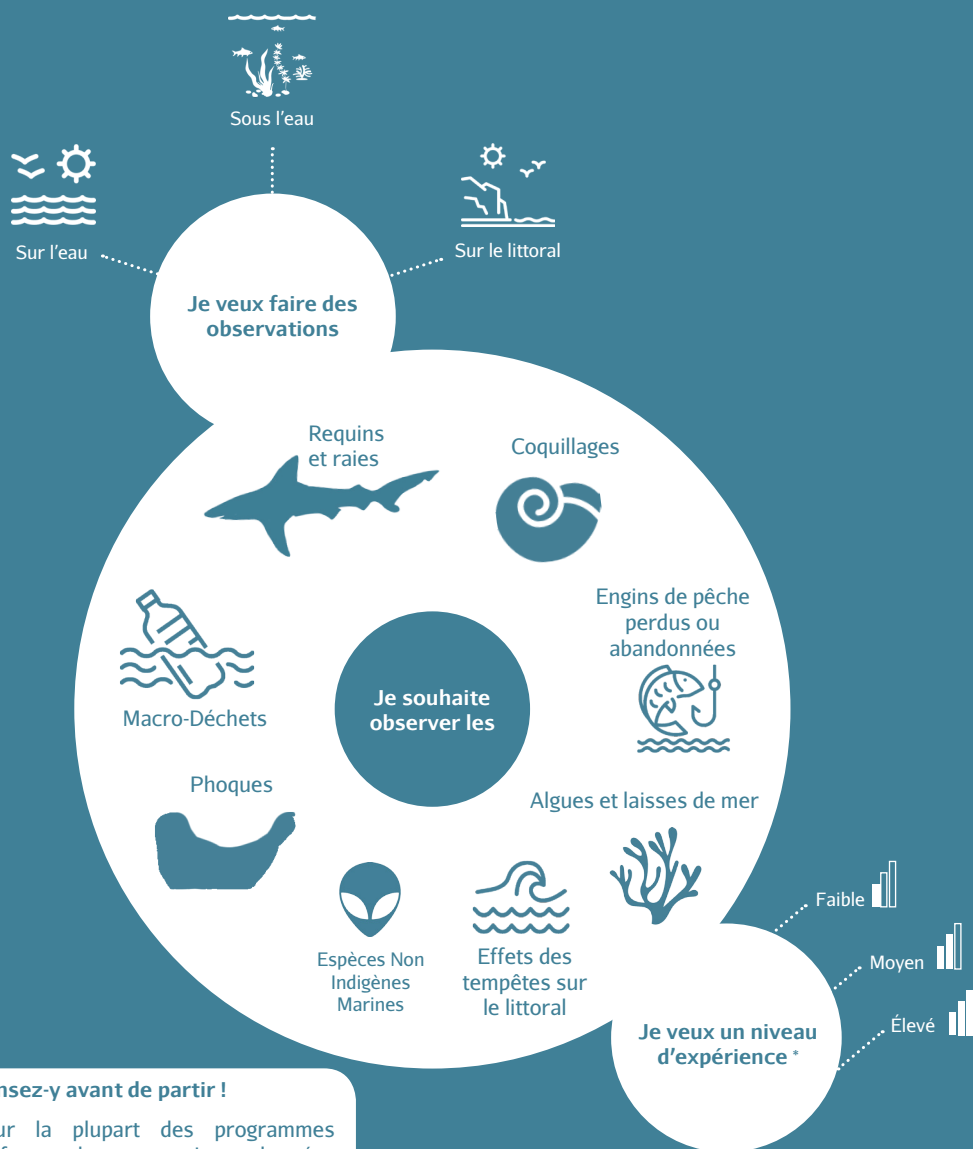 Sous l'eau
Sur l'eau
Sur le littoral
Je veux faire des
observations
Requins
et raies
Coquillages
Engins de pêche
perdus ou
abandonnées
Macro-Déchets
Je souhaite
observer les
Phoques
Algues et laisses de mer
Espèces Non
Indigènes
Marines
Effets des
tempêtes sur
le littoral
Faible
Moyen
Élevé
Je veux un niveau
d'expérience *
nsez-y avant de partir !
ur la plupart des programmes